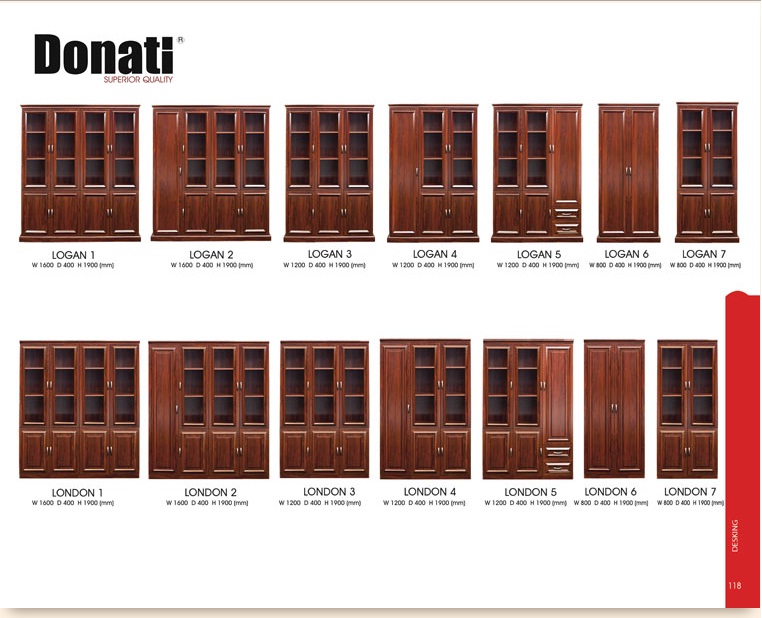 Donati®
SUPERIOR QUALITY
LOGAN 1
W 1600 D 400 H 1900 (mm)
LOGAN 2
W 1600 D 400 H 1900 (mm)
LOGAN 3
W 1200 D 400 H 1900 (mm)
LOGAN 4
W 1200 D 400 H 1900 (mm)
LOGAN 5
W 1200 D 400 H 1900 (mm)
LOGAN 6
W 800 D 400 H 1900 (mm)
LOGAN 7
W 800 D 400 H 1900 (mm)
LONDON 1
W 1600 D 400 H 1900 (mm)
LONDON 2
W 1600 D 400 H 1900 (mm)
LONDON 3
W 1200 D 400 H 1900 (mm)
LONDON 4
W 1200 D 400 H 1900 (mm)
LONDON 5
W 1200 D 400 H 1900 (mm)
LONDON 6
W 800 D 400 H 1900 (mm)
LONDON 7
W 800 D 400 H 1900 (mm)
DESKING
118